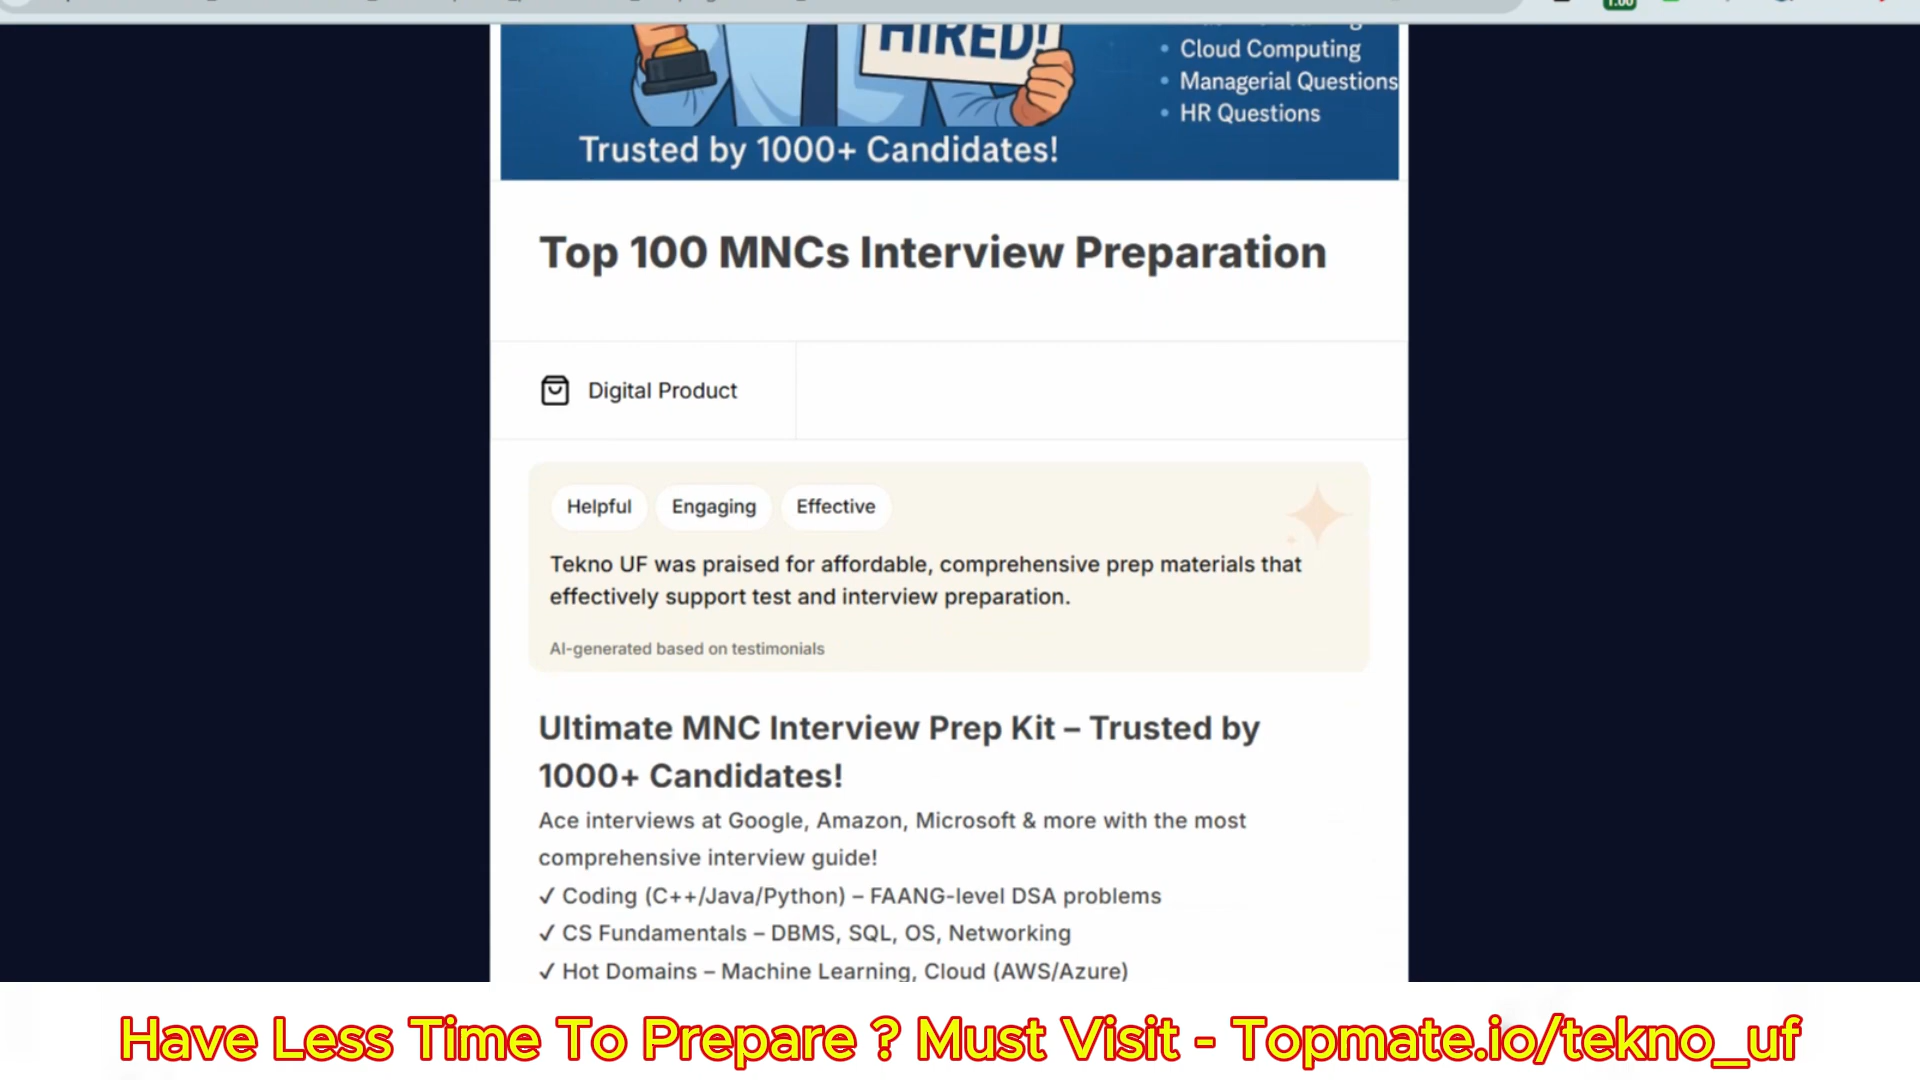 1.00
HIRED!
• Cloud Computing
• Managerial Questions
• HR Questions
Trusted by 1000+ Candidates!
Top 100 MNCs Interview Preparation
Digital Product
Helpful
Engaging
Effective
Tekno UF was praised for affordable, comprehensive prep materials that
effectively support test and interview preparation.
AI-generated based on testimonials
Ultimate MNC Interview Prep Kit – Trusted by
1000+ Candidates!
Ace interviews at Google, Amazon, Microsoft & more with the most
comprehensive interview guide!
✓ Coding (C++/Java/Python) – FAANG-level DSA problems
✓ CS Fundamentals – DBMS, SQL, OS, Networking
✓ Hot Domains – Machine Learning, Cloud (AWS/Azure)
Have Less Time To Prepare ? Must Visit - Topmate.io/tekno_uf